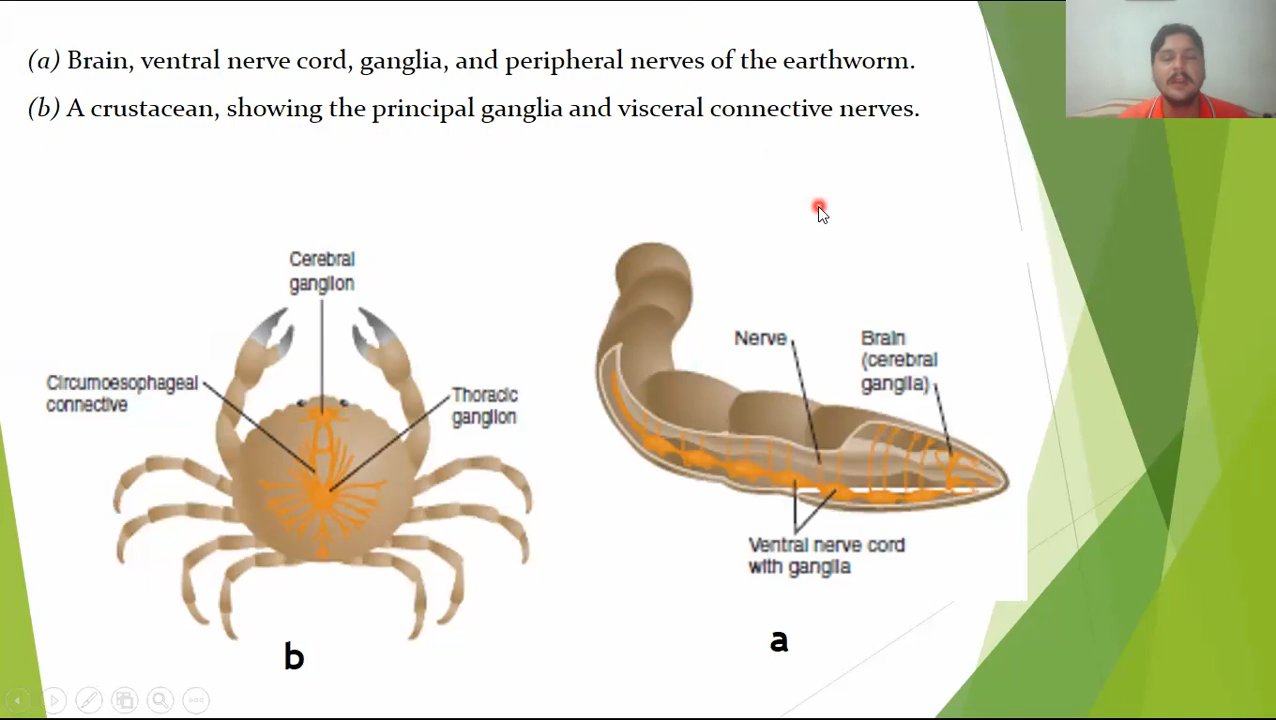 (a) Brain, ventral nerve cord, ganglia, and peripheral nerves of the earthworm.
(b) A crustacean, showing the principal ganglia and visceral connective nerves.
Cerebral
ganglion
Circumoesophageal
connective
Thoracic
ganglion
b
Nerve
Brain
(cerebral
ganglia)
Ventral nerve cord
with ganglia
a